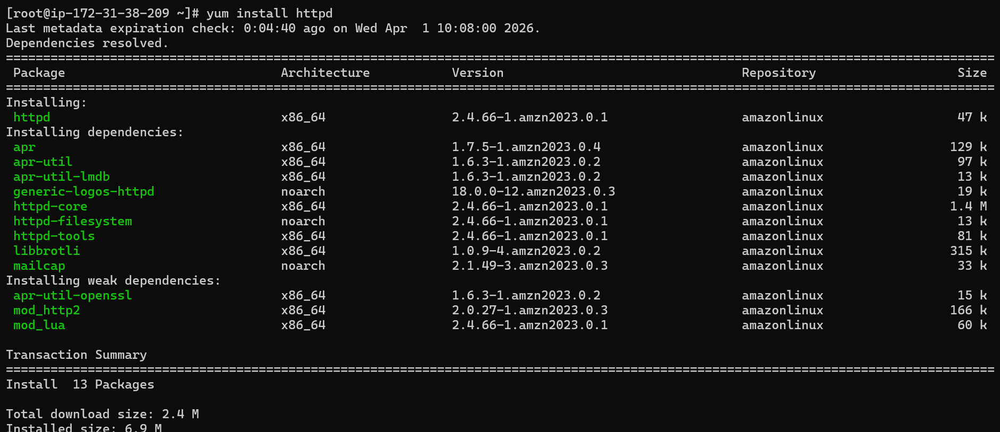 [root@ip-172-31-38-209 ~]# yum install httpd
Last metadata expiration check: 0:04:40 ago on Wed Apr  1 10:08:00 2026.
Dependencies resolved.
=====================================================================================================================================
 Package                             Architecture           Version                                Repository                   Size
=====================================================================================================================================
Installing:
 httpd                               x86_64                 2.4.66-1.amzn2023.0.1                  amazonlinux                  47 k
Installing dependencies:
 apr                                 x86_64                 1.7.5-1.amzn2023.0.4                   amazonlinux                 129 k
 apr-util                            x86_64                 1.6.3-1.amzn2023.0.2                   amazonlinux                  97 k
 apr-util-lmdb                       x86_64                 1.6.3-1.amzn2023.0.2                   amazonlinux                  13 k
 generic-logos-httpd                 noarch                 18.0.0-12.amzn2023.0.3                 amazonlinux                  19 k
 httpd-core                          x86_64                 2.4.66-1.amzn2023.0.1                  amazonlinux                 1.4 M
 httpd-filesystem                    noarch                 2.4.66-1.amzn2023.0.1                  amazonlinux                  13 k
 httpd-tools                         x86_64                 2.4.66-1.amzn2023.0.1                  amazonlinux                  81 k
 libbrotli                           x86_64                 1.0.9-4.amzn2023.0.2                   amazonlinux                 315 k
 mailcap                             noarch                 2.1.49-3.amzn2023.0.3                  amazonlinux                  33 k
Installing weak dependencies:
 apr-util-openssl                    x86_64                 1.6.3-1.amzn2023.0.2                   amazonlinux                  15 k
 mod_http2                           x86_64                 2.0.27-1.amzn2023.0.3                  amazonlinux                 166 k
 mod_lua                             x86_64                 2.4.66-1.amzn2023.0.1                  amazonlinux                  60 k

Transaction Summary
=====================================================================================================================================
Install  13 Packages

Total download size: 2.4 M
Installed size: 6.9 M